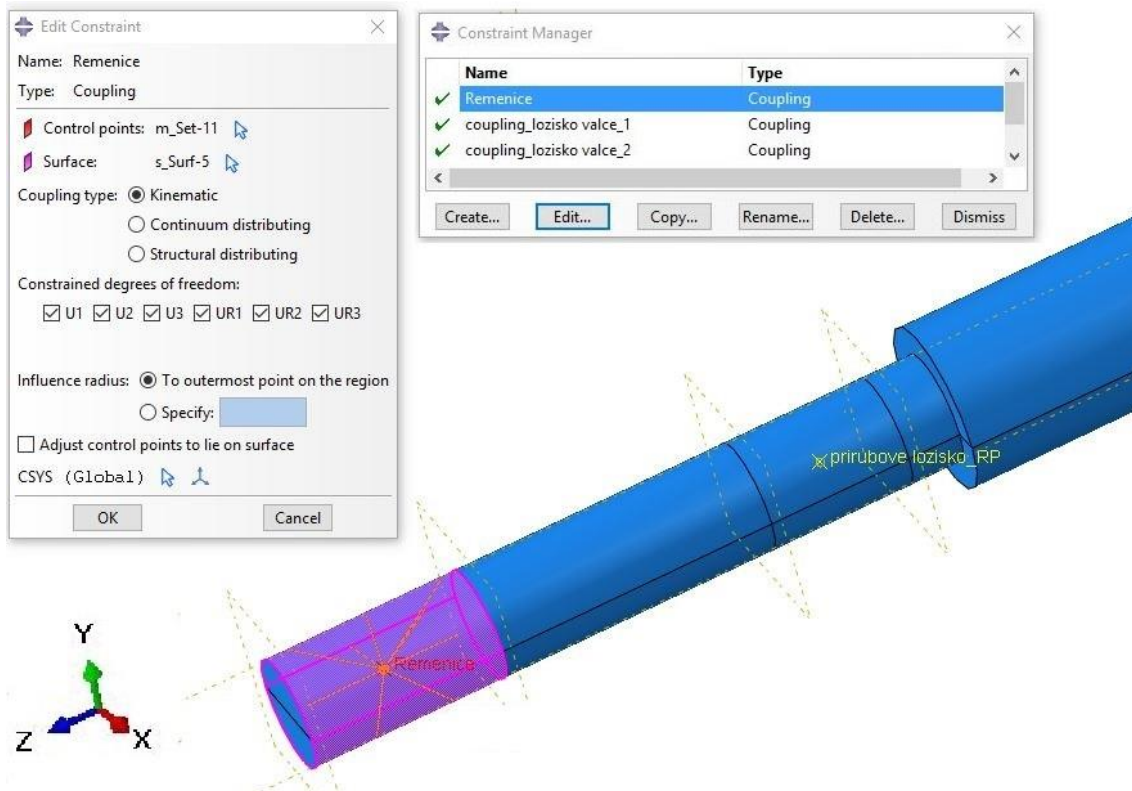 Edit Constraint
Name: Remenice
Type: Coupling
Control points: m_Set-11
Surface: s_Surf-5
Coupling type: Kinematic
Continuum distributing
Structural distributing
Constrained degrees of freedom:
U1 U2 U3 UR1 UR2 UR3
Influence radius: To outermost point on the region
Specify:
Adjust control points to lie on surface
CSYS (Global)
OK Cancel
Constraint Manager
Name Type
Remenice Coupling
coupling_lozisko valce_1 Coupling
coupling_lozisko valce_2 Coupling
Create... Edit... Copy... Rename... Delete... Dismiss
prirubove lozisko_RP
Remenice
Y
Z X